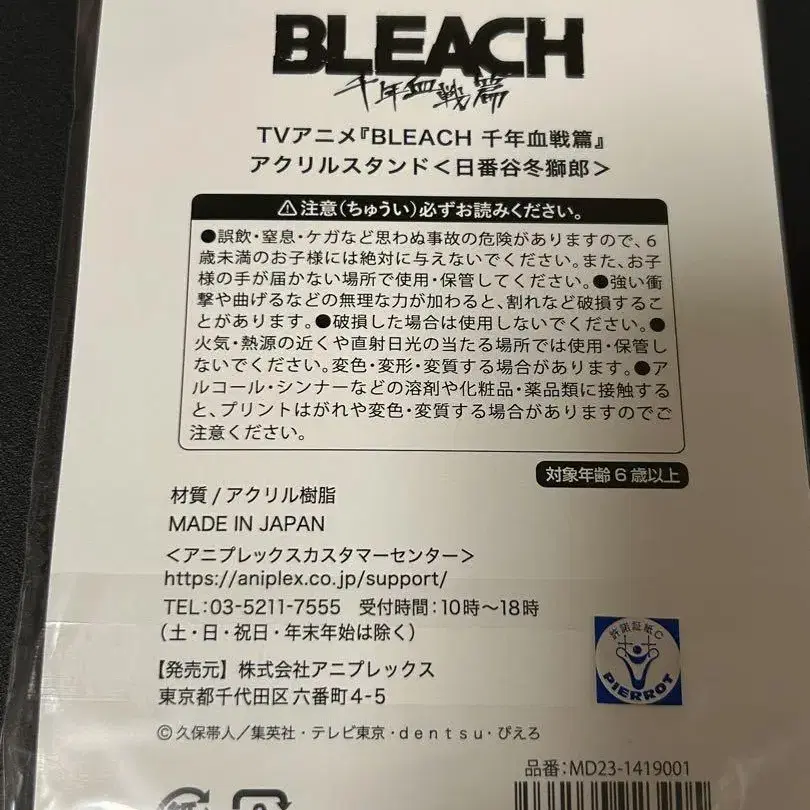 BLEACH
千年血戦篇
TVアニメ『BLEACH 千年血戦篇』
アクリルスタンド＜日番谷冬獅郎＞
⚠注意（ちゅうい）必ずお読みください。
●誤飲・窒息・ケガなど思わぬ事故の危険がありますので、6
歳未満のお子様には絶対に与えないでください。また、お子
様の手が届かない場所で使用・保管してください。●強い衝
撃や曲げるなどの無理な力が加わると、割れなど破損するこ
とがあります。●破損した場合は使用しないでください。●
火気・熱源の近くや直射日光の当たる場所では使用・保管し
ないでください。変色・変形・変質する場合があります。●ア
ルコール・シンナーなどの溶剤や化粧品・薬品類に接触する
と、プリントはがれや変色・変質する場合がありますのでご
注意ください。
対象年齢6歳以上
材質 / アクリル樹脂
MADE IN JAPAN
＜アニプレックスカスタマーセンター＞
https://aniplex.co.jp/support/
TEL：03-5211-7555　受付時間：10時～18時
（土・日・祝日・年末年始は除く）
【発売元】株式会社アニプレックス
東京都千代田区六番町4-5
許諾証紙C
PIERROT
©久保帯人／集英社・テレビ東京・dentsu・ぴえろ
品番：MD23-1419001